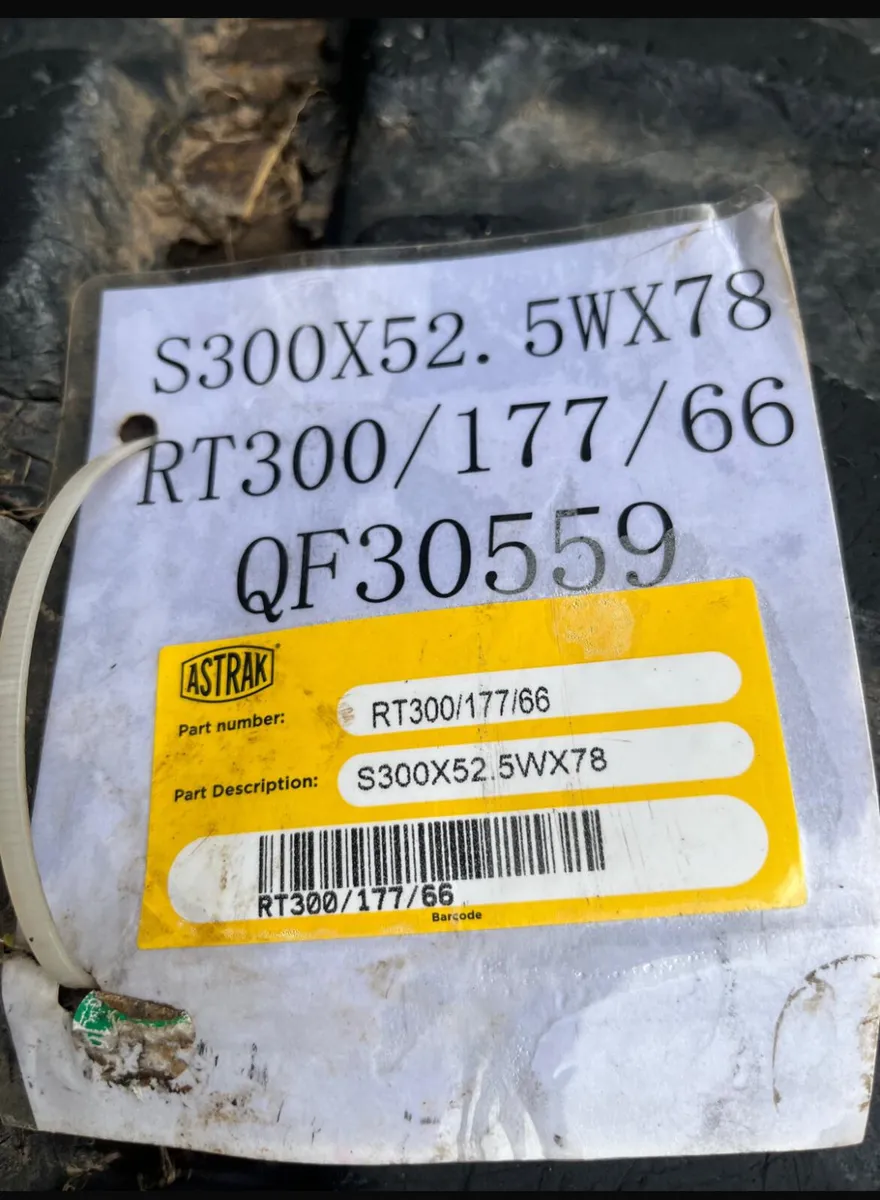 S300X52.5WX78
RT300/177/66
QF30559
ASTRAK®
Part number: RT300/177/66
Part Description: S300X52.5WX78
RT300/177/66
Barcode